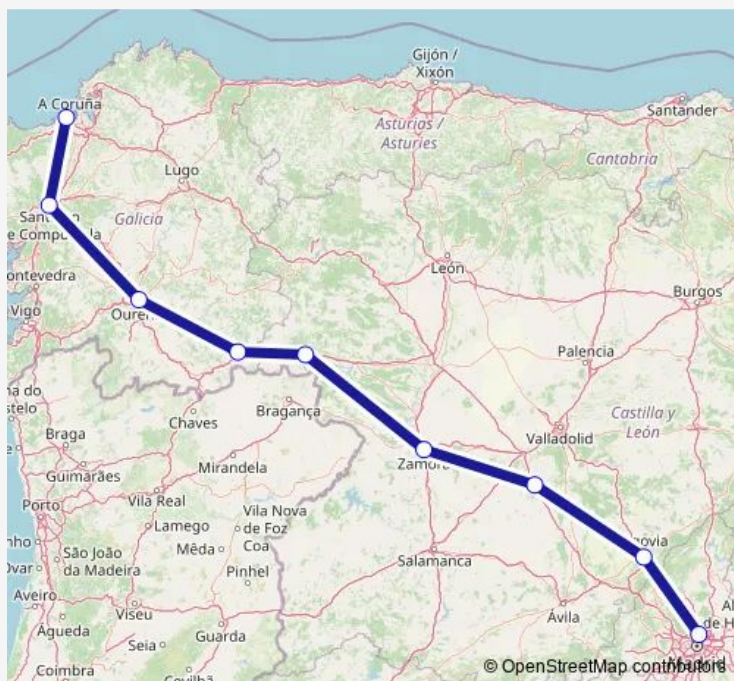 Gijón /
Xixón
A Coruña
Santander
Asturias /
Asturies
Cantabria
Lugo
Galicia
León
Burgos
Vigo
Palencia
Bragança
Castilla y
León
Chaves
Valladolid
Braga
Mirandela
Guimarães
Porto
Vila Real
Vila Nova
de Foz
Coa
Lamego
Salamanca
São João
da Madeira
Mêda
Pinhel
Aveiro
Viseu
Ávila
Águeda
Guarda
Seia
Coimbra
© OpenStreetMap contributors